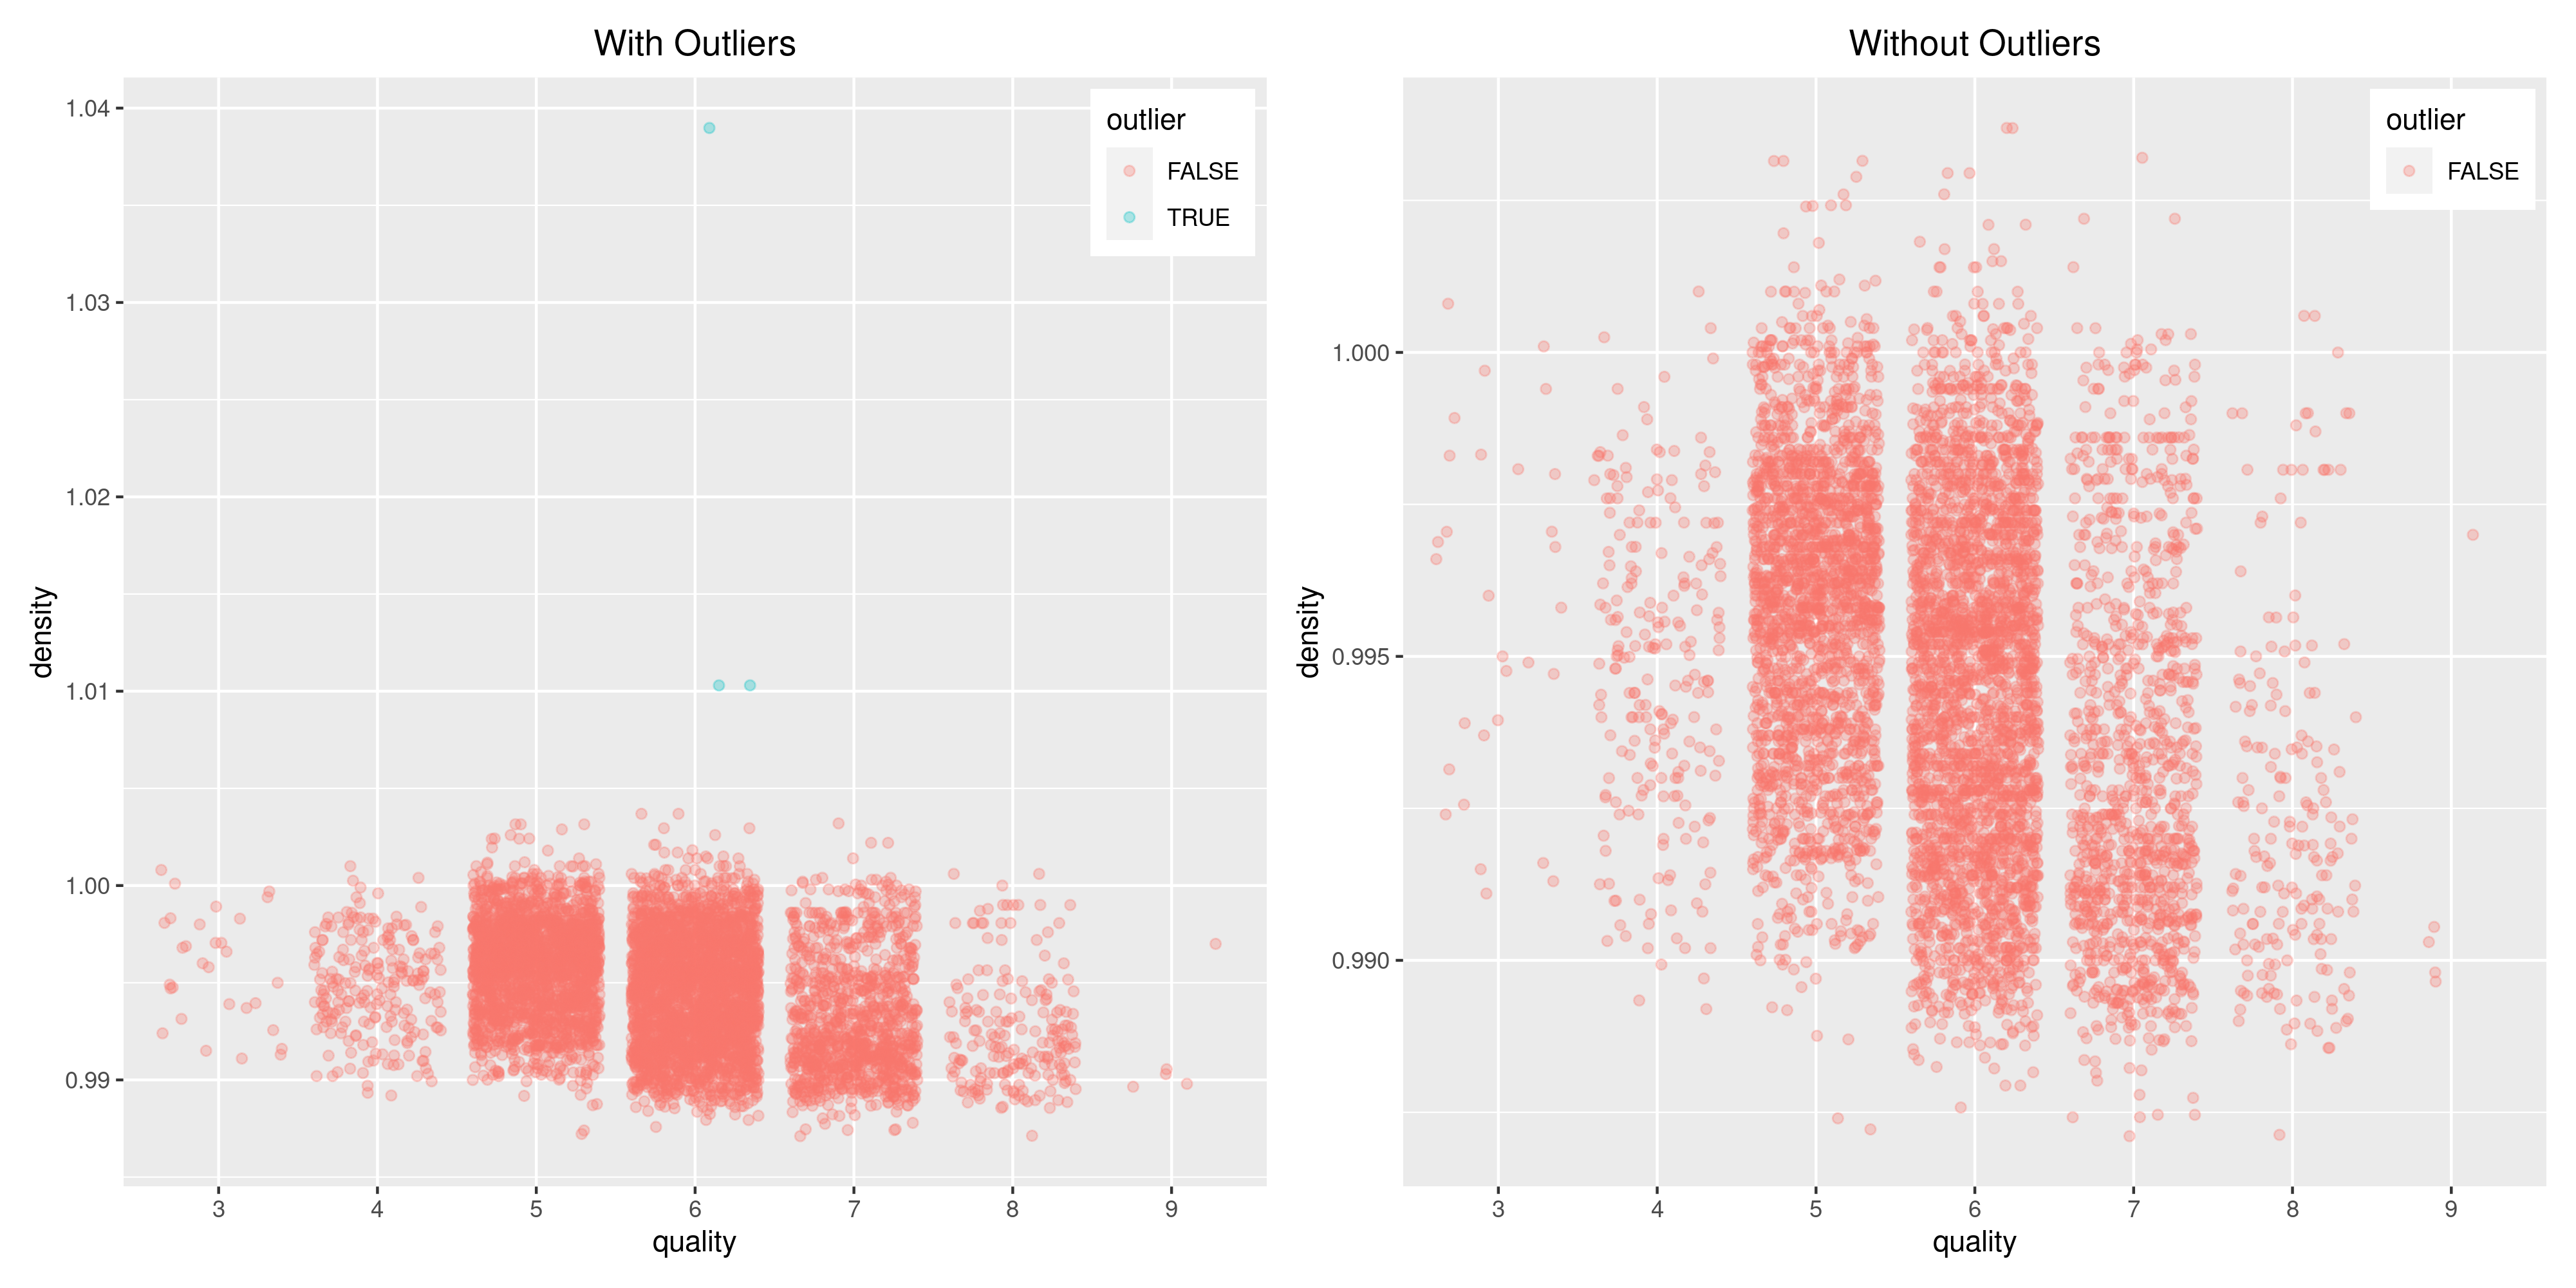 With Outliers
1.04
1.03
1.02
1.01
1.00
0.99
density
3 4 5 6 7 8 9
quality
outlier
FALSE
TRUE
Without Outliers
1.000
0.995
0.990
density
3 4 5 6 7 8 9
quality
outlier
FALSE